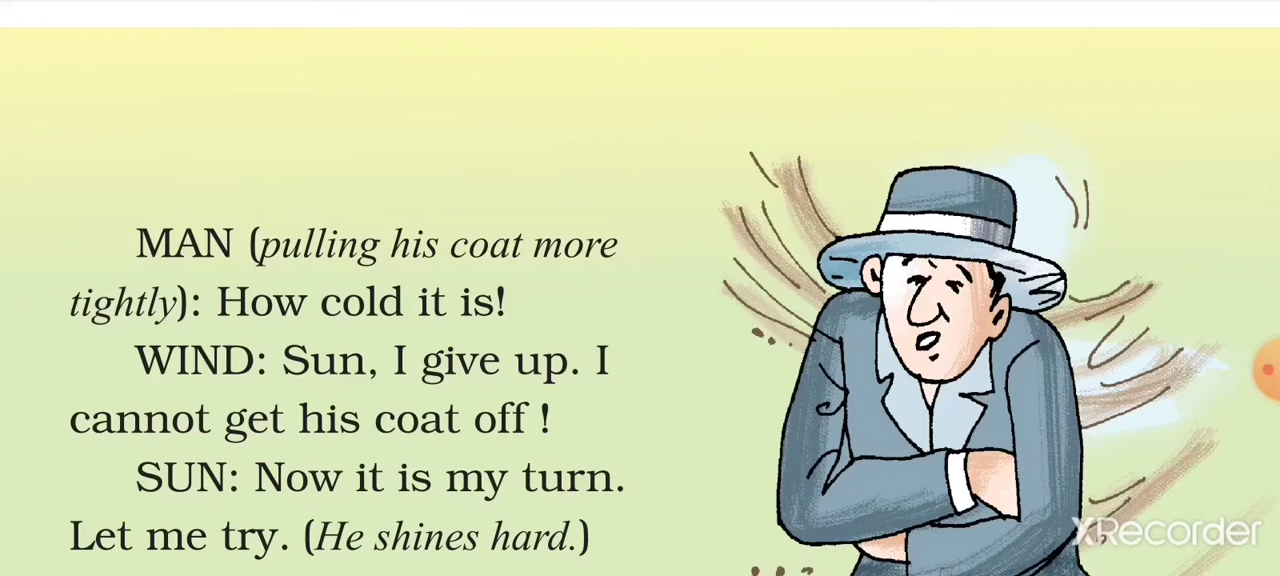 MAN (pulling his coat more
tightly): How cold it is!
WIND: Sun, I give up. I
cannot get his coat off !
SUN: Now it is my turn.
Let me try. (He shines hard.)
XRecorder